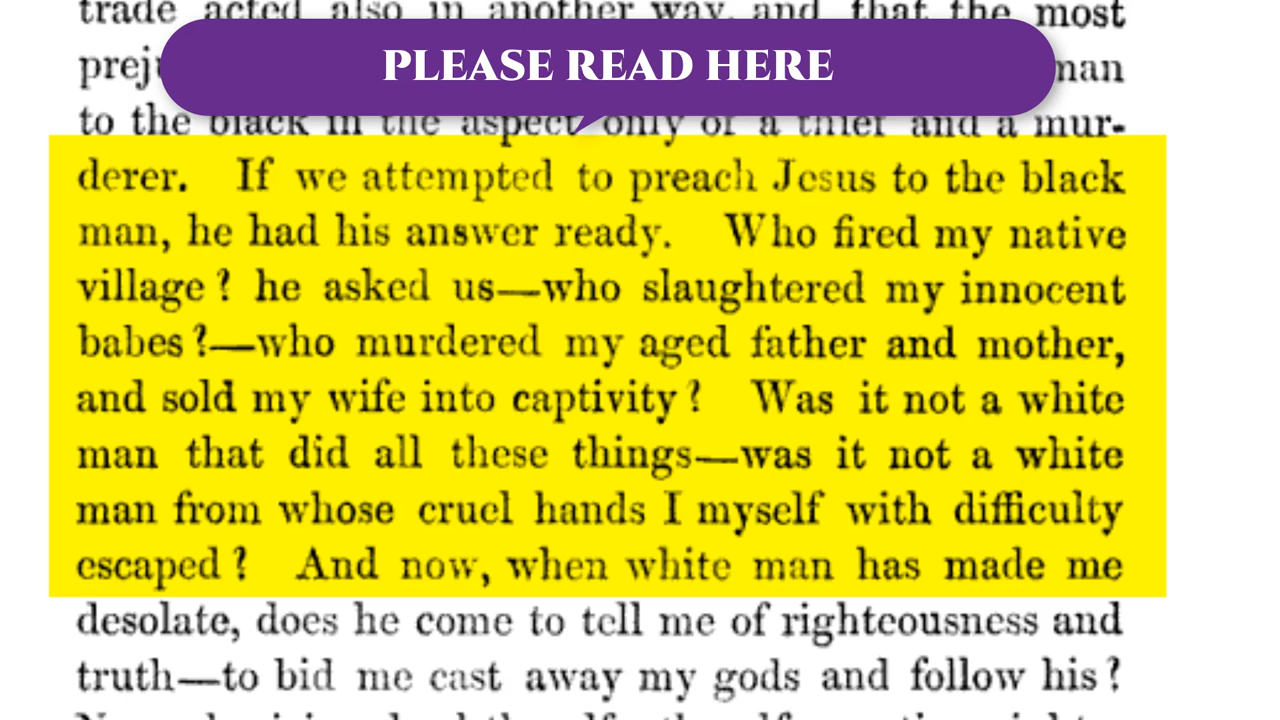 trade acted also in another way, and that the most
PLEASE READ HERE
man
to the black in the aspect only of a thief and a mur-
derer. If we attempted to preach Jesus to the black
man, he had his answer ready. Who fired my native
village? he asked us—who slaughtered my innocent
babes?—who murdered my aged father and mother,
and sold my wife into captivity? Was it not a white
man that did all these things—was it not a white
man from whose cruel hands I myself with difficulty
escaped? And now, when white man has made me
desolate, does he come to tell me of righteousness and
truth—to bid me cast away my gods and follow his?